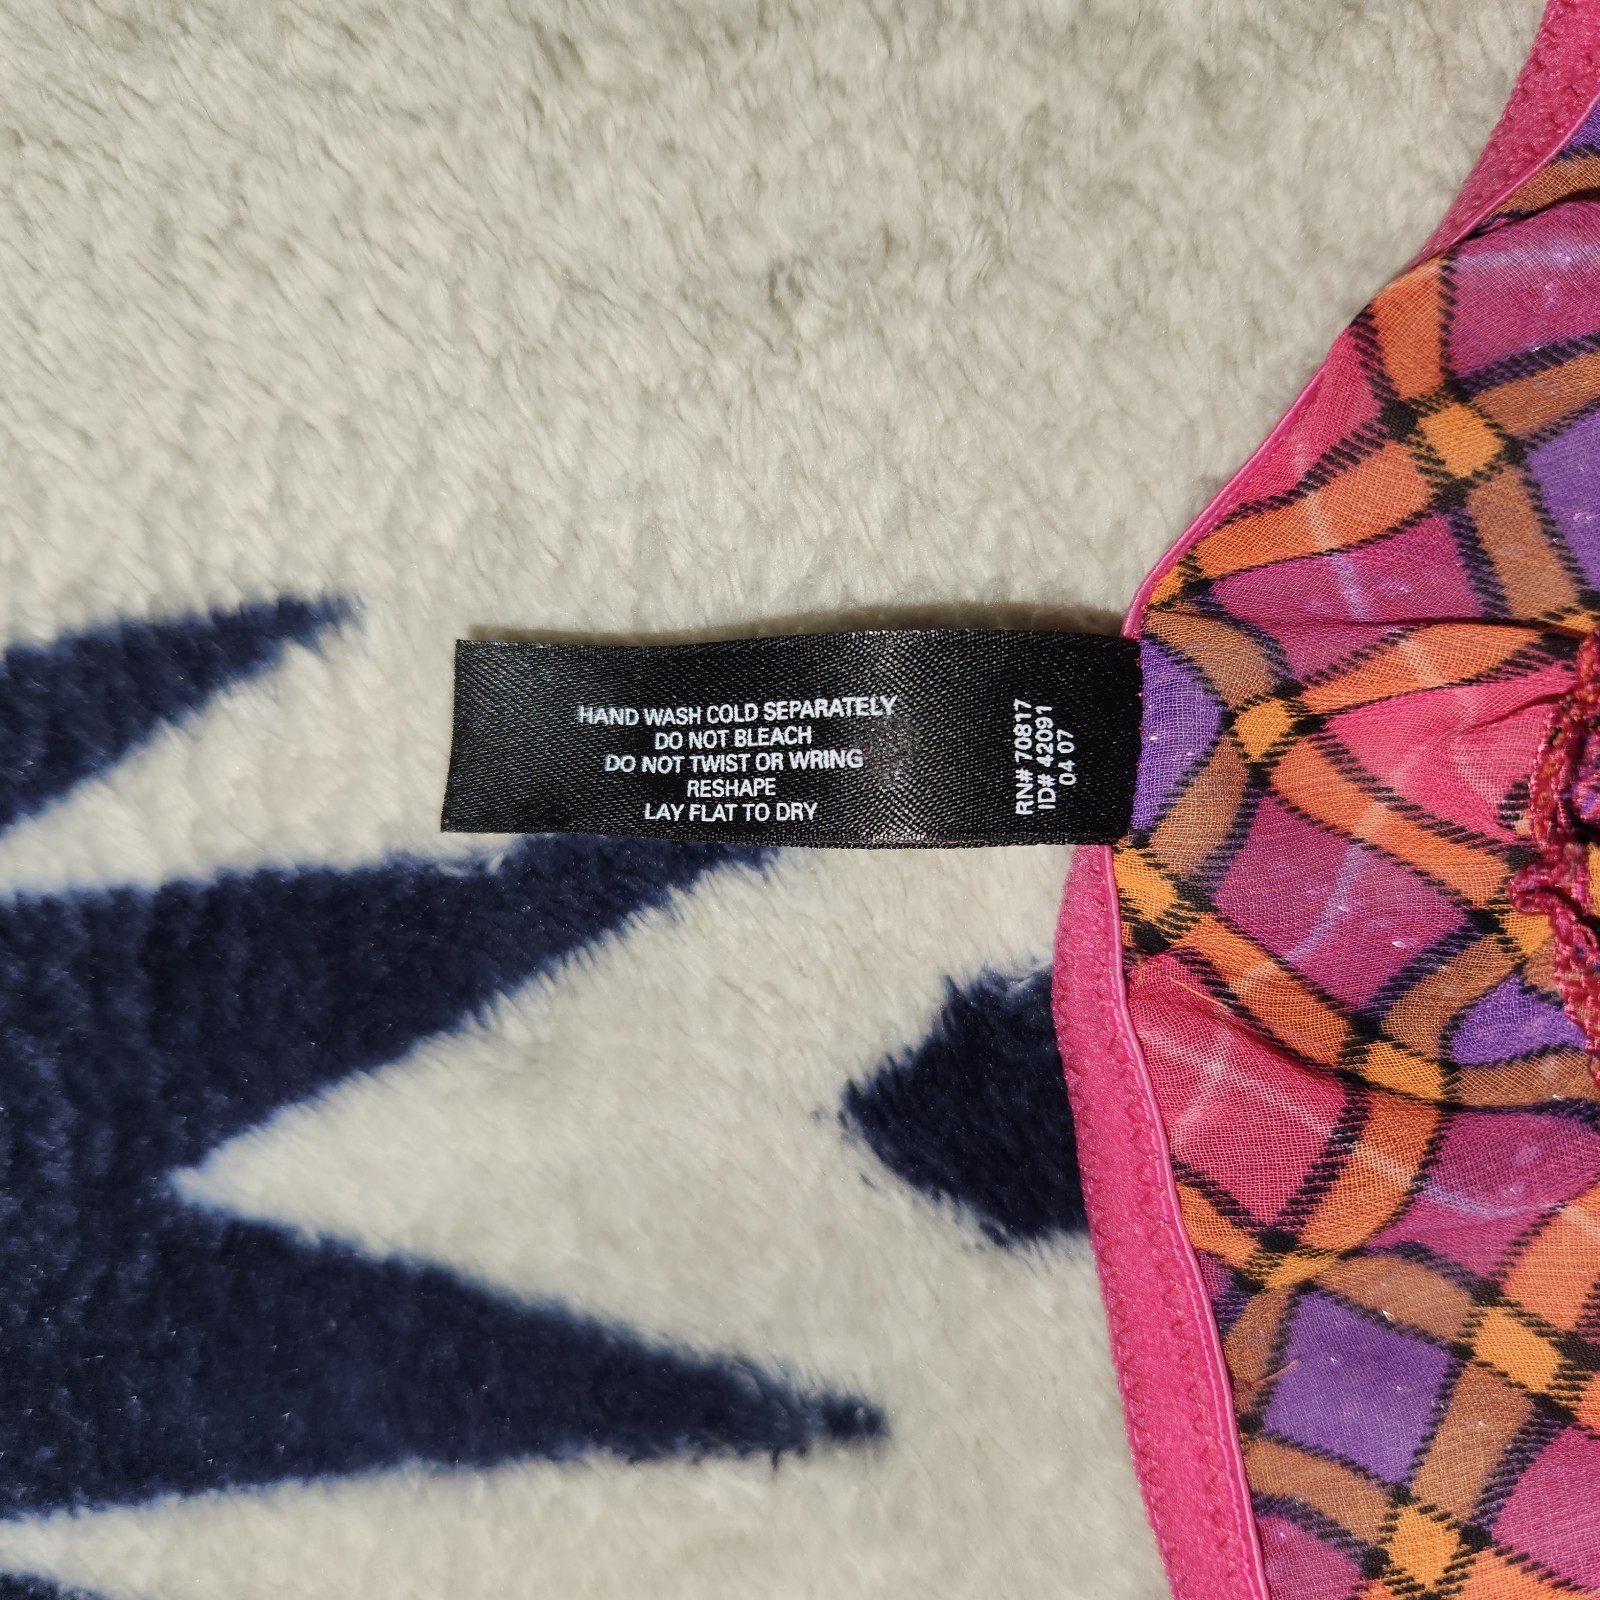 HAND WASH COLD SEPARATELY
DO NOT BLEACH
DO NOT TWIST OR WRING
RESHAPE
LAY FLAT TO DRY
RN# 70817
ID# 42091
04 07